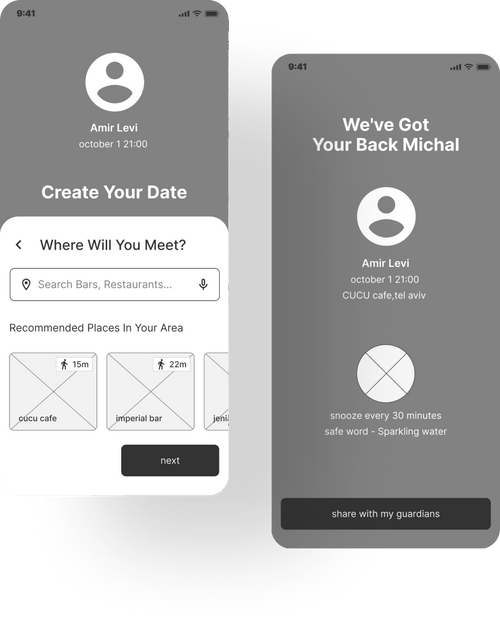 9:41
Amir Levi
october 1 21:00
Create Your Date
Where Will You Meet?
Search Bars, Restaurants...
Recommended Places In Your Area
15m
22m
cucu cafe
imperial bar
next
9:41
We've Got
Your Back Michal
Amir Levi
october 1 21:00
CUCU cafe,tel aviv
snooze every 30 minutes
safe word - Sparkling water
share with my guardians